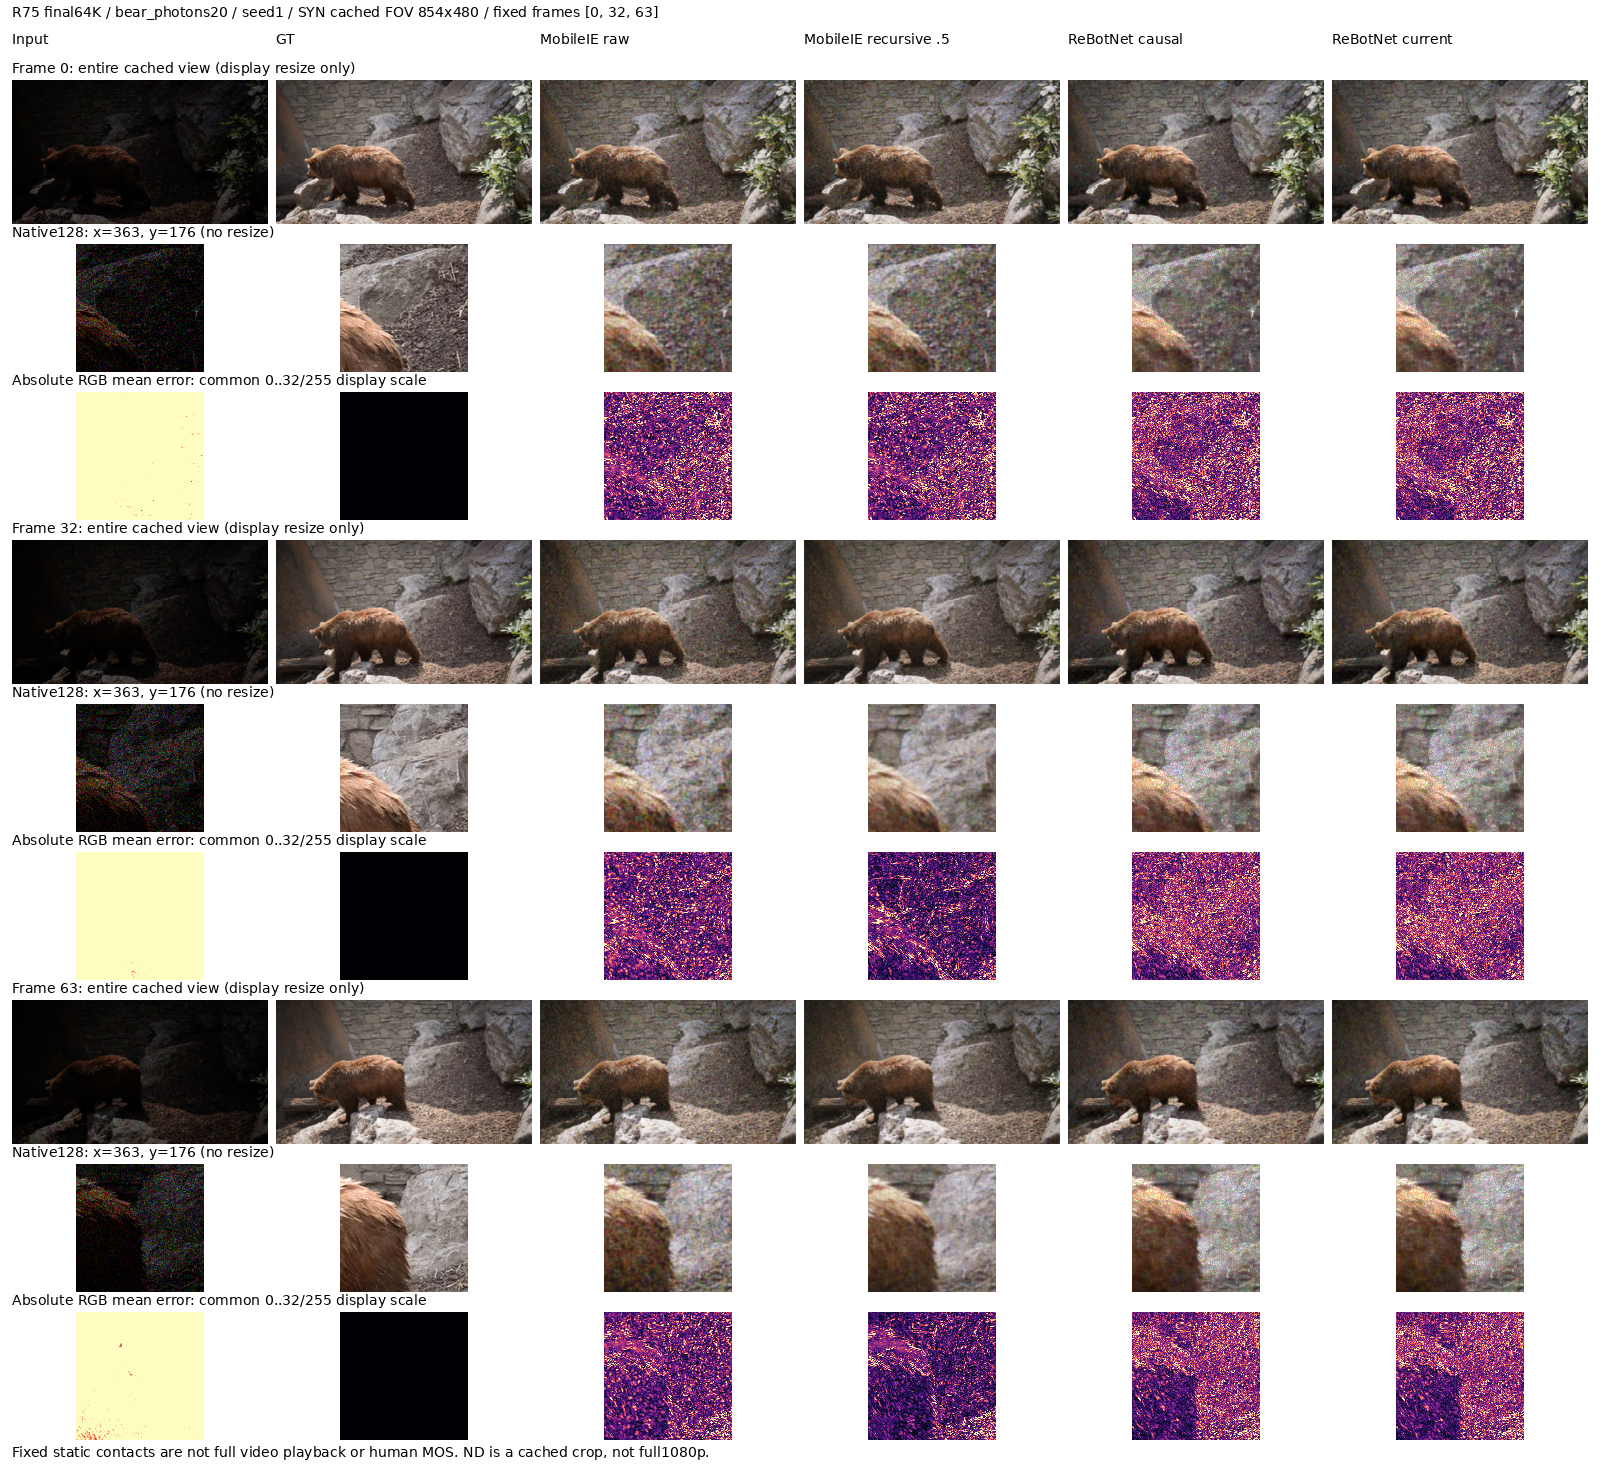 R75 final64K / bear_photons20 / seed1 / SYN cached FOV 854x480 / fixed frames [0, 32, 63]
Input GT MobileIE raw MobileIE recursive .5 ReBotNet causal ReBotNet current
Frame 0: entire cached view (display resize only)
Native128: x=363, y=176 (no resize)
Absolute RGB mean error: common 0..32/255 display scale
Frame 32: entire cached view (display resize only)
Native128: x=363, y=176 (no resize)
Absolute RGB mean error: common 0..32/255 display scale
Frame 63: entire cached view (display resize only)
Native128: x=363, y=176 (no resize)
Absolute RGB mean error: common 0..32/255 display scale
Fixed static contacts are not full video playback or human MOS. ND is a cached crop, not full1080p.